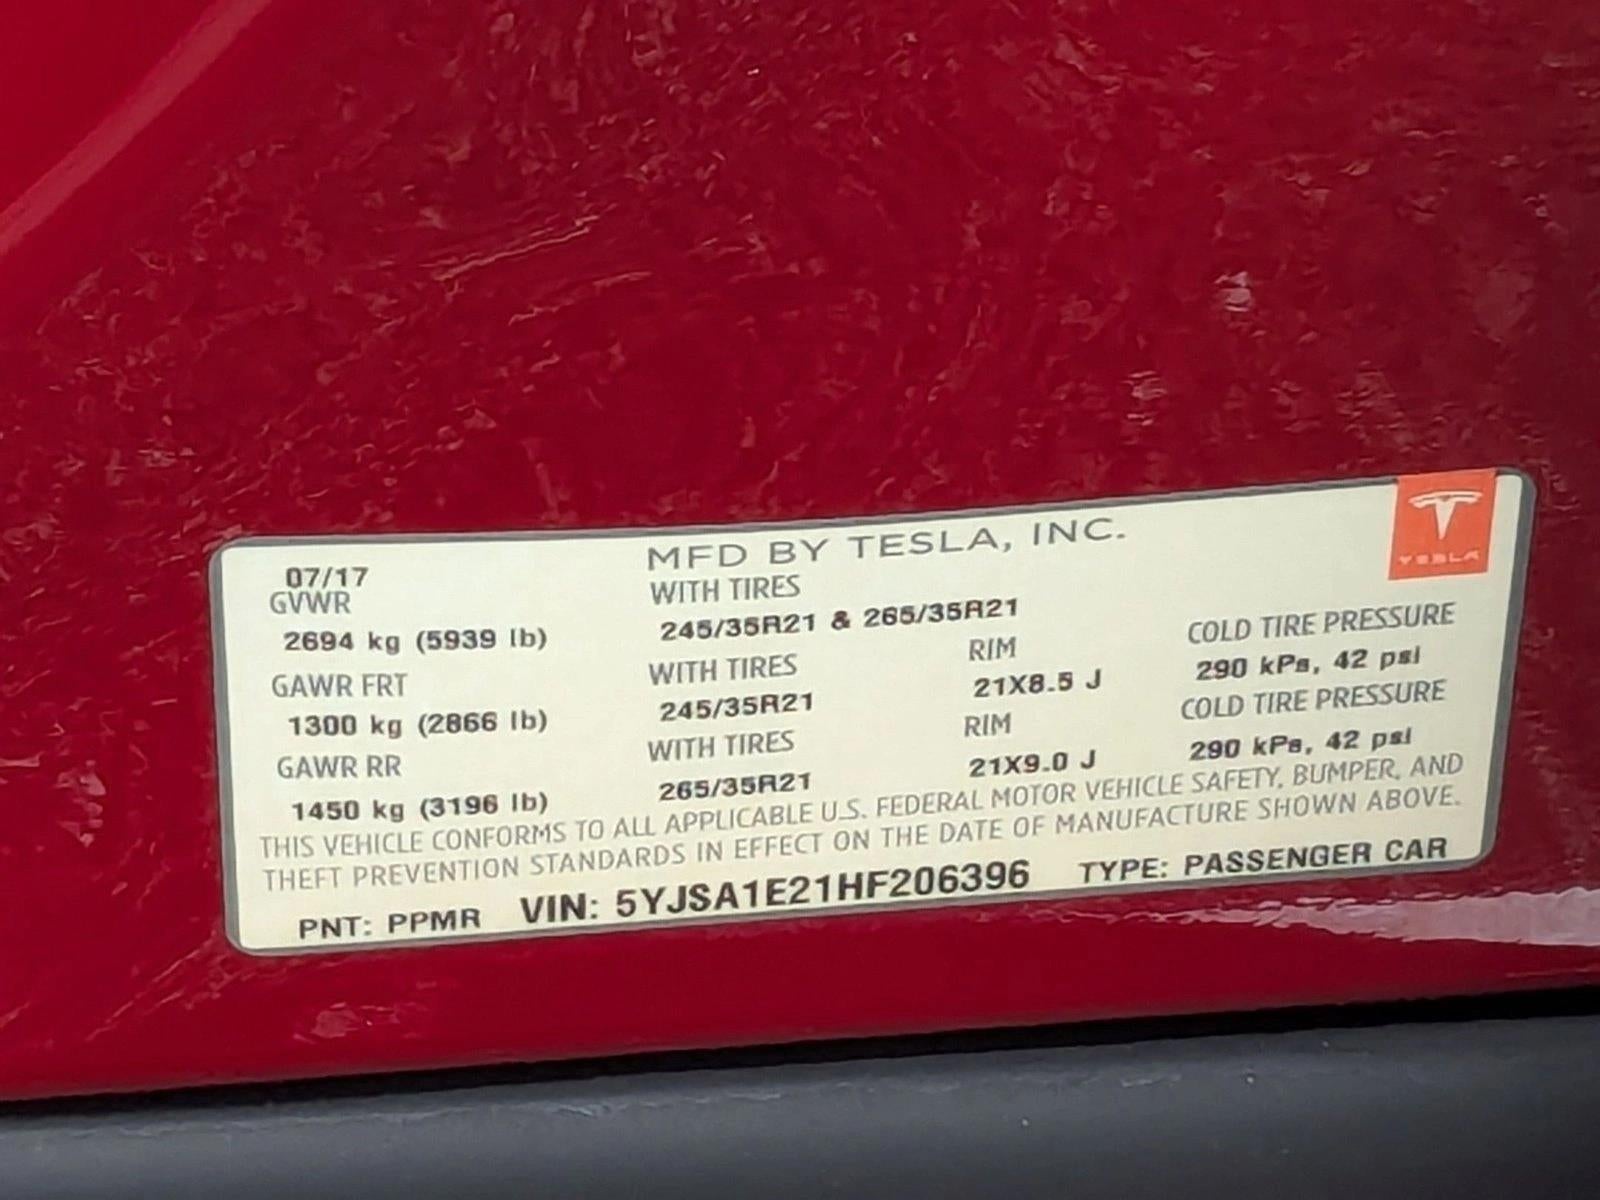 MFD BY TESLA, INC.
TESLA
07/17
GVWR
WITH TIRES
2694 kg (5939 lb)
245/35R21 & 265/35R21
GAWR FRT
WITH TIRES
RIM
COLD TIRE PRESSURE
1300 kg (2866 lb)
245/35R21
21X8.5 J
290 kPa, 42 psi
GAWR RR
WITH TIRES
RIM
COLD TIRE PRESSURE
1450 kg (3196 lb)
265/35R21
21X9.0 J
290 kPa, 42 psi
THIS VEHICLE CONFORMS TO ALL APPLICABLE U.S. FEDERAL MOTOR VEHICLE SAFETY, BUMPER, AND
THEFT PREVENTION STANDARDS IN EFFECT ON THE DATE OF MANUFACTURE SHOWN ABOVE.
PNT: PPMR VIN: 5YJSA1E21HF206396 TYPE: PASSENGER CAR